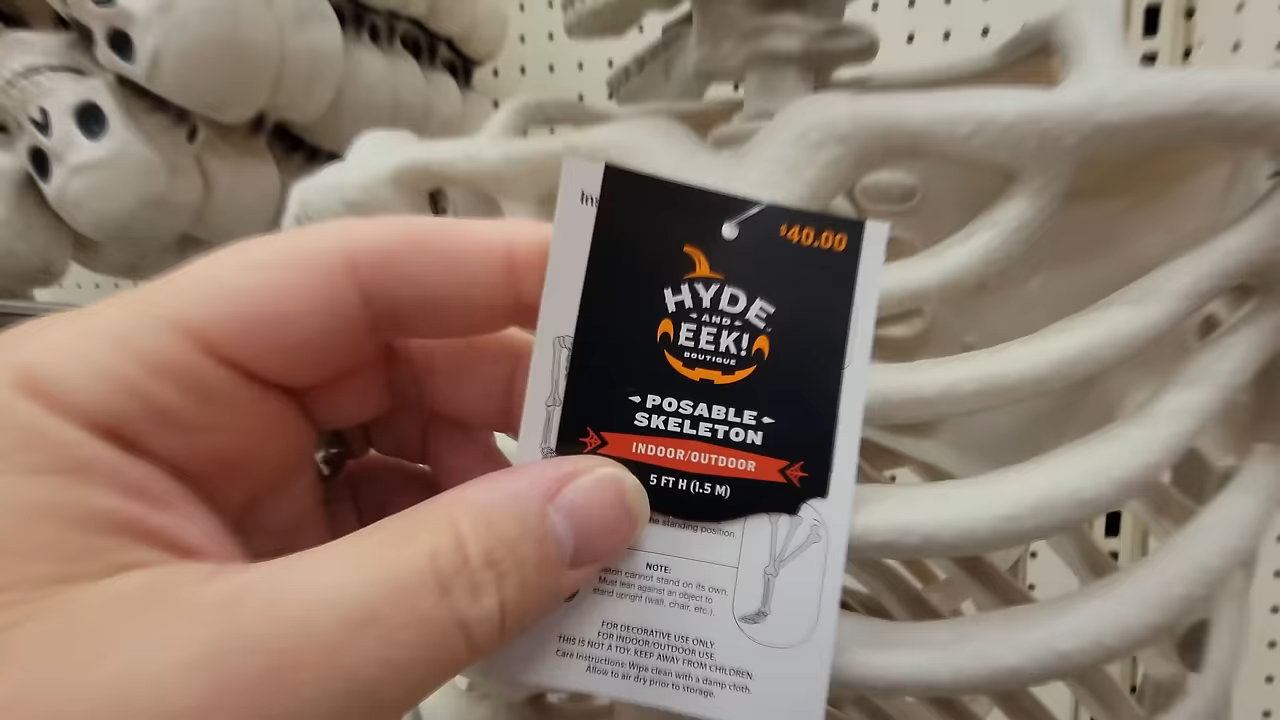 $40.00
HYDE
AND
EEK!
BOUTIQUE
POSABLE
SKELETON
INDOOR/OUTDOOR
5 FT H (1.5 M)
the standing position.
NOTE:
cannot stand on its own.
Must lean against an object to
stand upright (wall, chair, etc.).
FOR DECORATIVE USE ONLY.
FOR INDOOR/OUTDOOR USE.
THIS IS NOT A TOY. KEEP AWAY FROM CHILDREN.
Care Instructions: Wipe clean with a damp cloth.
Allow to air dry prior to storage.